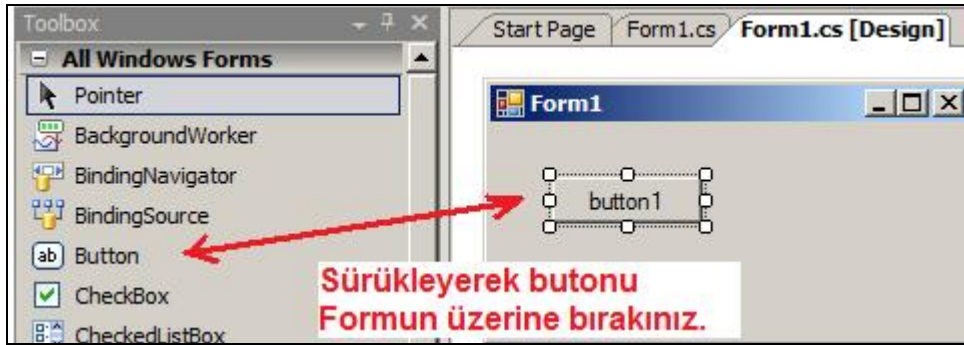 Toolbox
Start Page Form1.cs Form1.cs [Design]
All Windows Forms
Pointer
BackgroundWorker
BindingNavigator
BindingSource
ab Button
CheckBox
CheckedListBox
Form1
button1
Sürükleyerek butonu
Formun üzerine bırakınız.